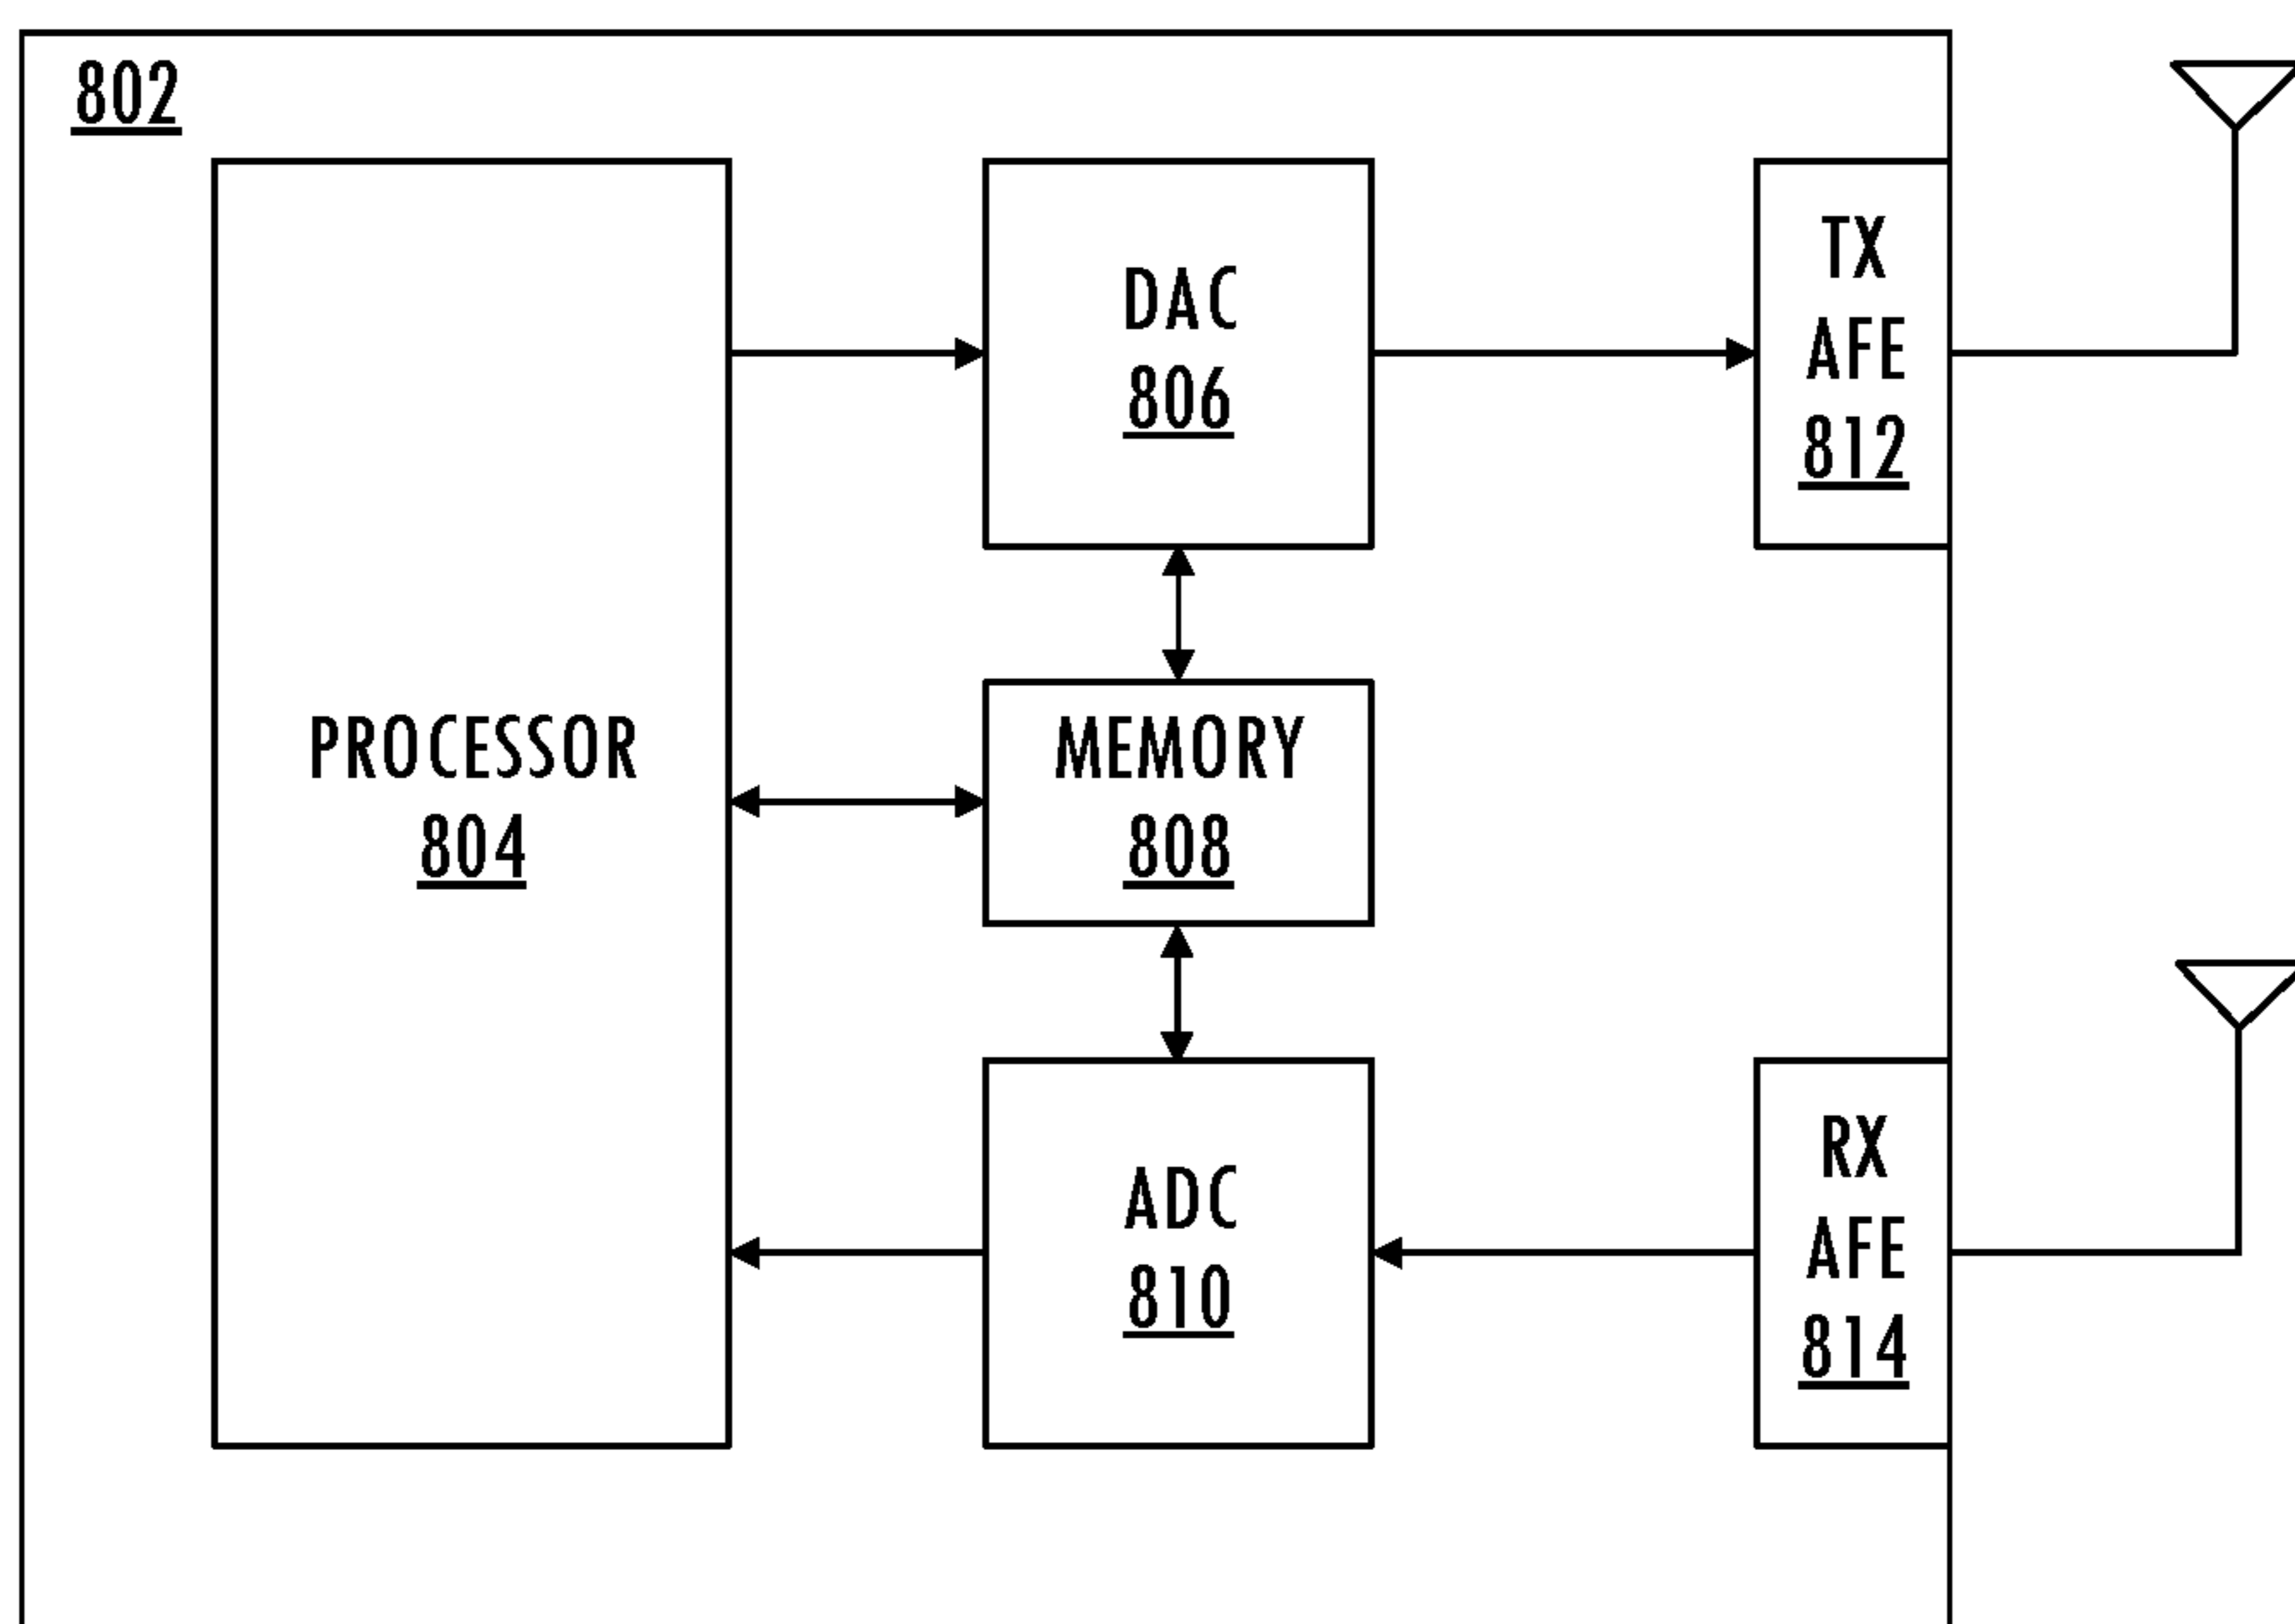 802
PROCESSOR
804
DAC
806
MEMORY
808
ADC
810
TX
AFE
812
RX
AFE
814